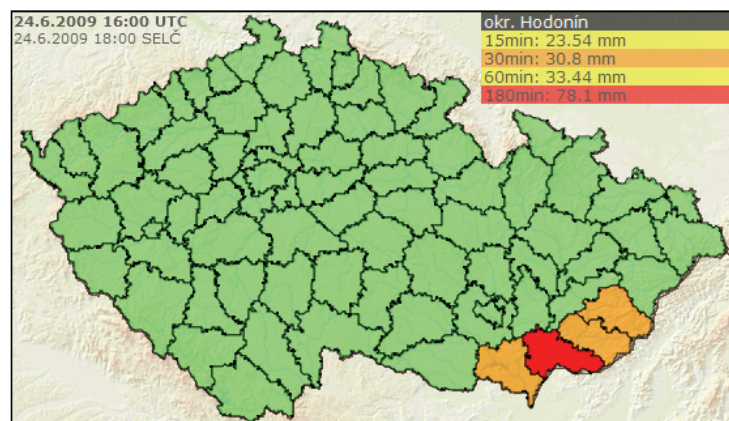 24.6.2009 16:00 UTC
24.6.2009 18:00 SELČ
okr. Hodonín
15min: 23.54 mm
30min: 30.8 mm
60min: 33.44 mm
180min: 78.1 mm